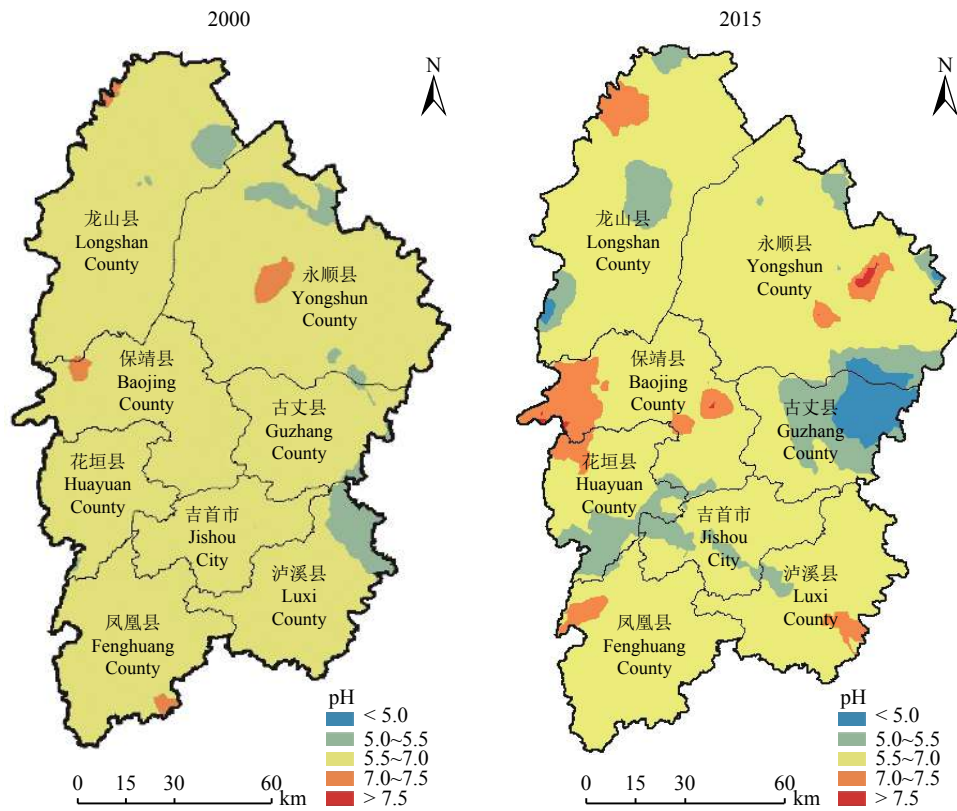 2000
N
龙山县
Longshan
County
永顺县
Yongshun
County
保靖县
Baojing
County
古丈县
Guzhang
County
花垣县
Huayuan
County
吉首市
Jishou
City
泸溪县
Luxi
County
凤凰县
Fenghuang
County
pH
< 5.0
5.0~5.5
5.5~7.0
7.0~7.5
> 7.5
0 15 30 60
km
2015
N
龙山县
Longshan
County
永顺县
Yongshun
County
保靖县
Baojing
County
古丈县
Guzhang
County
花垣县
Huayuan
County
吉首市
Jishou
City
泸溪县
Luxi
County
凤凰县
Fenghuang
County
pH
< 5.0
5.0~5.5
5.5~7.0
7.0~7.5
> 7.5
0 15 30 60
km